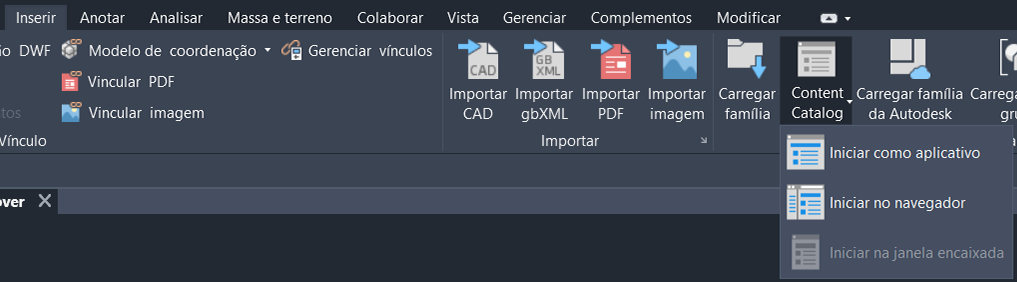 Inserir Anotar Analisar Massa e terreno Colaborar Vista Gerenciar Complementos Modificar
DWF Modelo de coordenação Gerenciar vínculos
Vincular PDF
Vincular imagem
Importar CAD
Importar gbXML
Importar PDF
Importar imagem
Carregar família
Content Catalog
Carregar família da Autodesk
Vínculo
Importar
Iniciar como aplicativo
Iniciar no navegador
Iniciar na janela encaixada
over
CAD
GB
XML